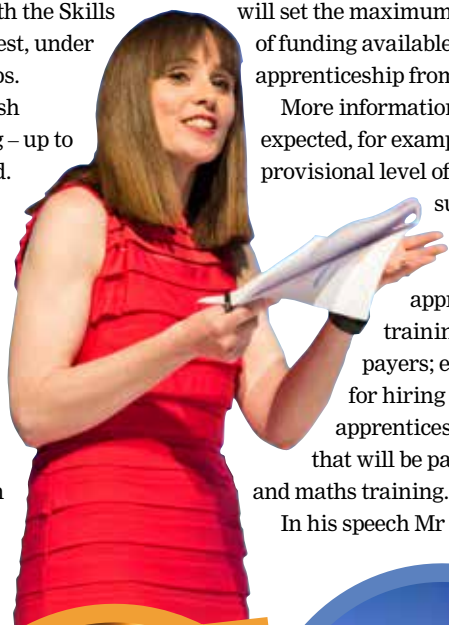 th the Skills
est, under
os.
sh
g – up to
d.
will set the maximum
of funding available
apprenticeship from
More information
expected, for examp
provisional level of
su
appr
trainin
payers; e
for hiring
apprentices
that will be pa
and maths training.
In his speech Mr